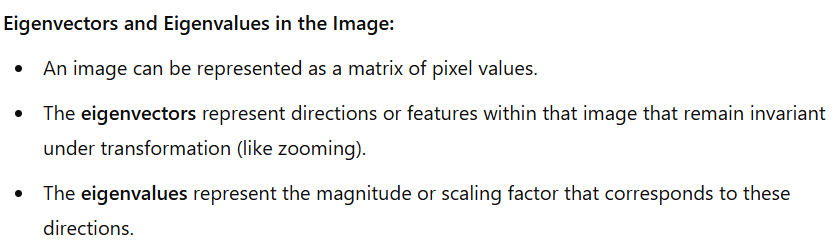 Eigenvectors and Eigenvalues in the Image:
• An image can be represented as a matrix of pixel values.
• The eigenvectors represent directions or features within that image that remain invariant
under transformation (like zooming).
• The eigenvalues represent the magnitude or scaling factor that corresponds to these
directions.